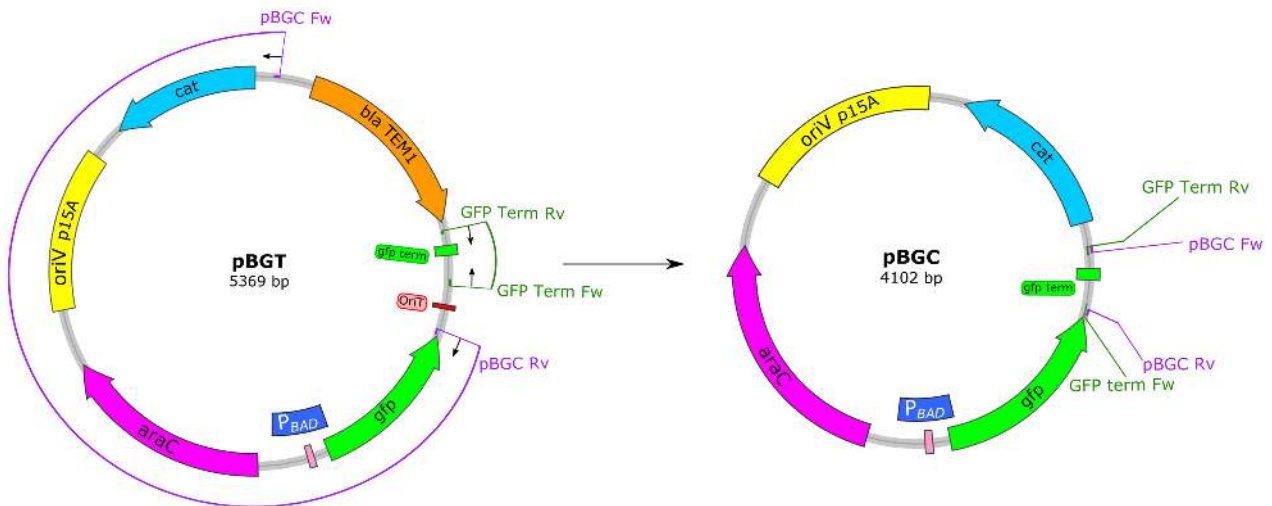 pBGC Fw
cat
bla TEM1
oriV p15A
GFP Term Rv
gfp term
pBGT
5369 bp
GFP Term Fw
OriT
pBGC Rv
araC
PBAD
gfp
oriV p15A
cat
GFP Term Rv
pBGC Fw
pBGC
4102 bp
gfp term
araC
pBGC Rv
GFP term Fw
PBAD
gfp